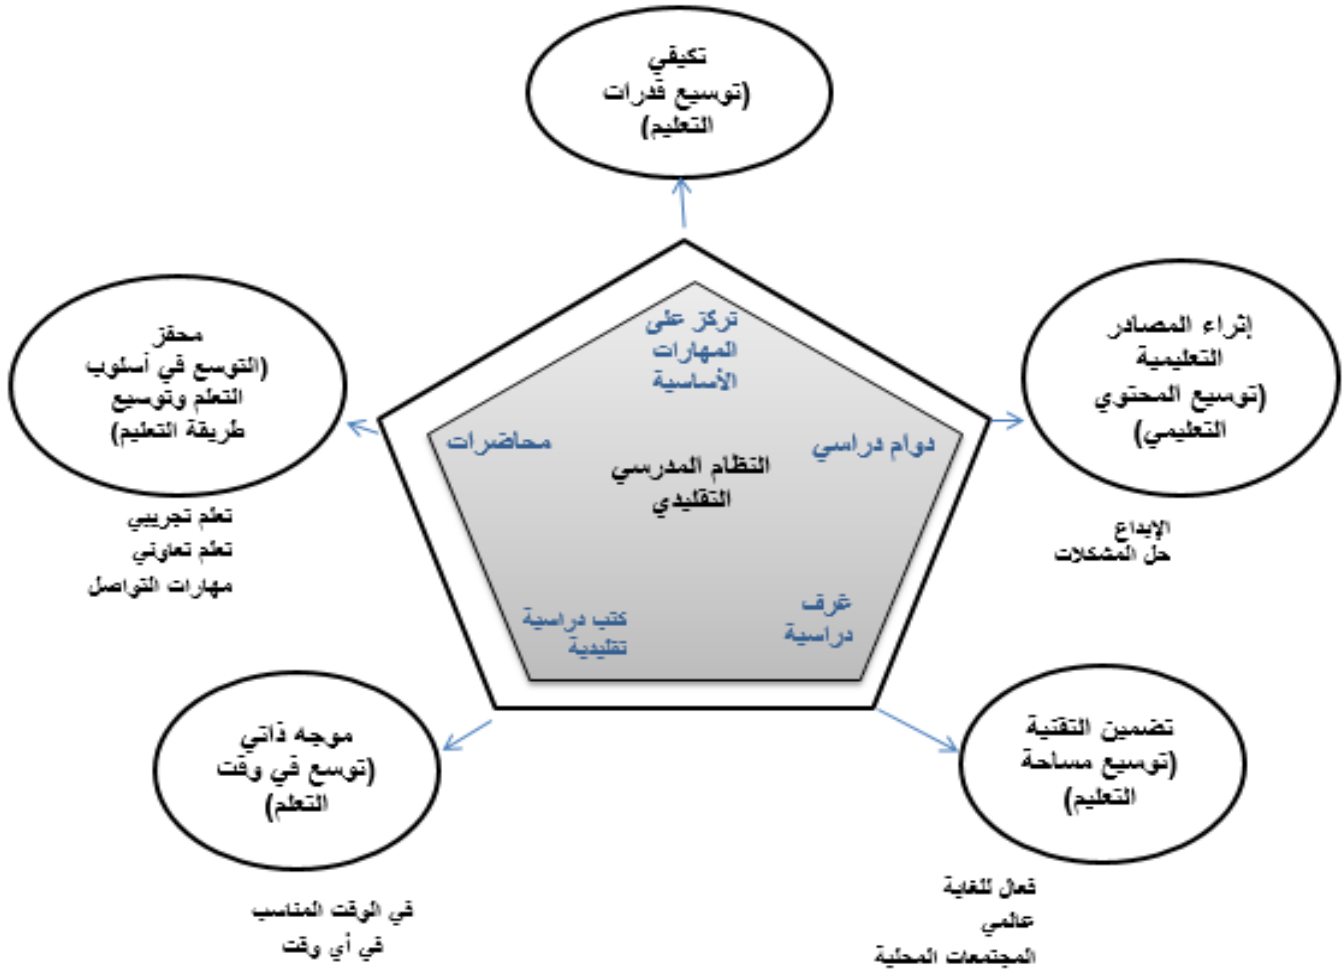 تكيفي
(توسيع قدرات
التعليم)
إثراء المصادر
التعليمية
(توسيع المحتوي
التعليمي)
الإبداع
حل المشكلات
محفز
(التوسع في أسلوب
التعلم وتوسيع
طريقة التعليم)
تعلم تجريبي
تعلم تعاوني
مهارات التواصل
تركز على
المهارات
الأساسية
دوام دراسي
محاضرات
النظام المدرسي
التقليدي
غرف
دراسية
كتب دراسية
تقليدية
تضمين التقنية
(توسيع مساحة
التعليم)
فعال للغاية
عالمي
المجتمعات المحلية
موجه ذاتي
(توسع في وقت
التعلم)
في الوقت المناسب
في أي وقت